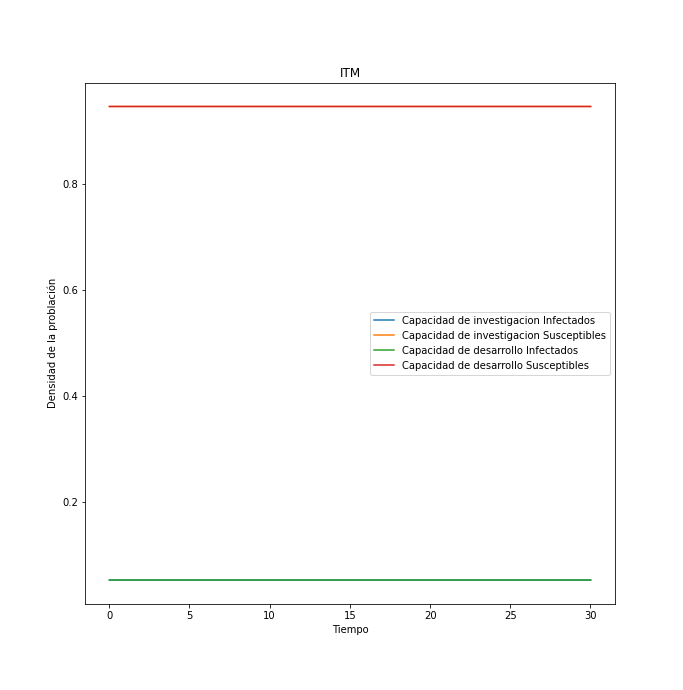 ITM
Densidad de la problación
0.8
0.6
0.4
0.2
Capacidad de investigacion Infectados
Capacidad de investigacion Susceptibles
Capacidad de desarrollo Infectados
Capacidad de desarrollo Susceptibles
0 5 10 15 20 25 30
Tiempo